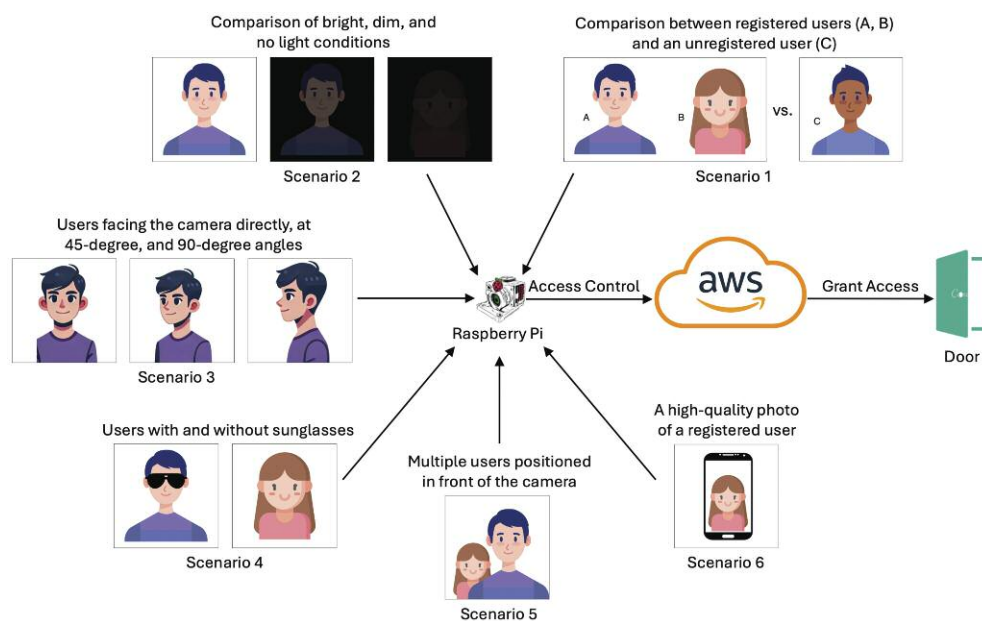 Comparison of bright, dim, and
no light conditions
Scenario 2
Comparison between registered users (A, B)
and an unregistered user (C)
A
B
vs.
C
Scenario 1
Users facing the camera directly, at
45-degree, and 90-degree angles
Scenario 3
Raspberry Pi
Access Control
aws
Grant Access
Door
Users with and without sunglasses
Scenario 4
Multiple users positioned
in front of the camera
Scenario 5
A high-quality photo
of a registered user
Scenario 6